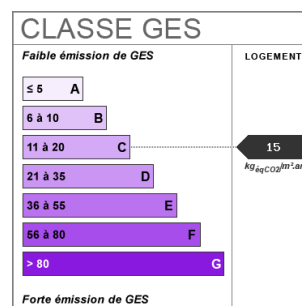 CLASSE GES
Faible émission de GES
LOGEMENT
≤ 5 A
6 à 10 B
11 à 20 C
15
kgéqCO2/m².an
21 à 35 D
36 à 55 E
56 à 80 F
> 80 G
Forte émission de GES